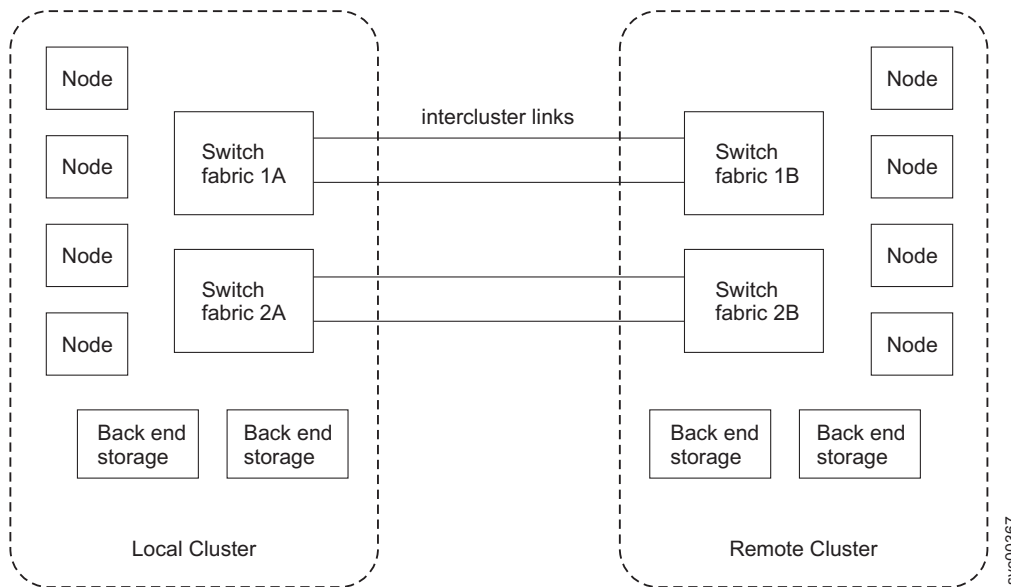 Node
Node
Node
Node
Switch
fabric 1A
Switch
fabric 2A
Back end
storage
Back end
storage
Local Cluster
intercluster links
Switch
fabric 1B
Switch
fabric 2B
Node
Node
Node
Node
Back end
storage
Back end
storage
Remote Cluster
svc00367